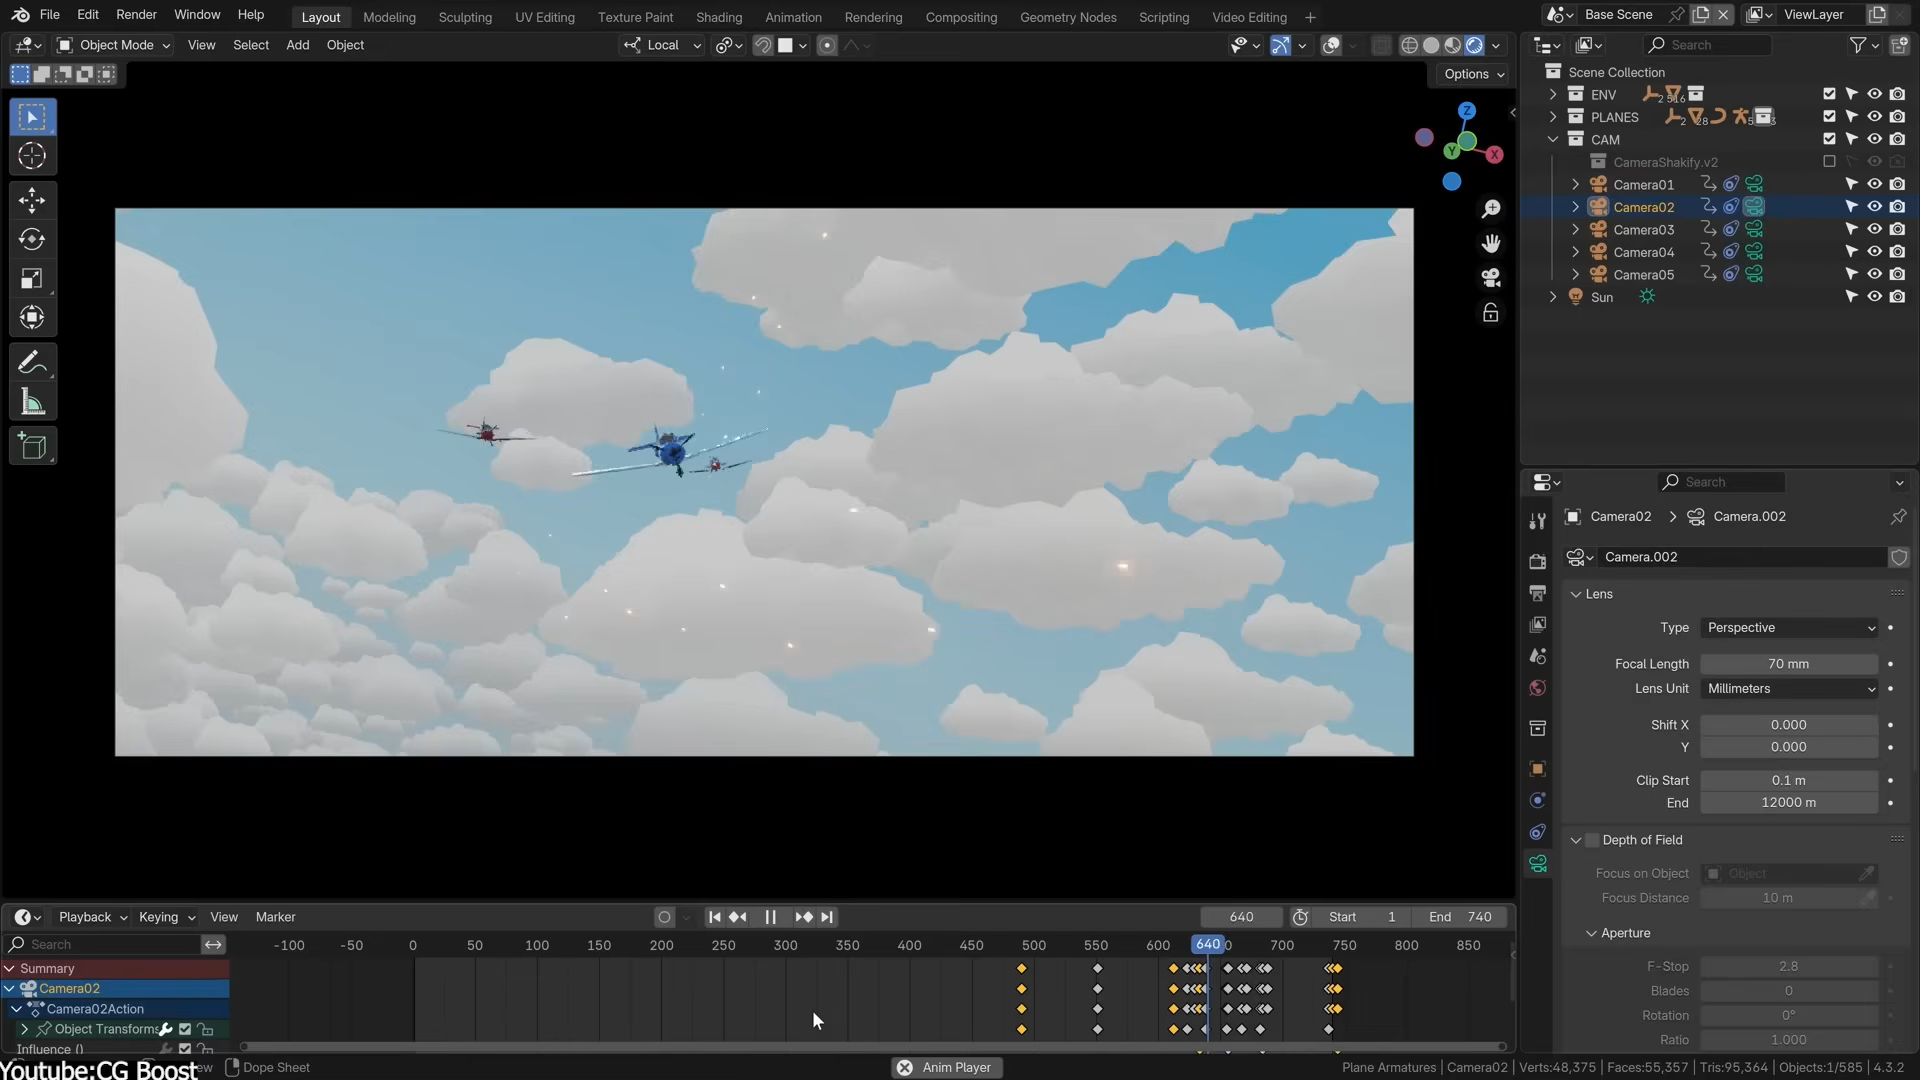 File Edit Render Window Help Layout Modeling Sculpting UV Editing Texture Paint Shading Animation Rendering Compositing Geometry Nodes Scripting Video Editing + Base Scene ViewLayer
Object Mode View Select Add Object Local Search
Options
Scene Collection
ENV 2 516
PLANES 2 28 5 3
CAM
CameraShakify.v2
Camera01
Camera02
Camera03
Camera04
Camera05
Sun
Z
Y
X
Search
Camera02 > Camera.002
Camera.002
Lens
Type Perspective
Focal Length 70 mm
Lens Unit Millimeters
Shift X 0.000
Y 0.000
Clip Start 0.1 m
End 12000 m
Depth of Field
Focus on Object Object
Focus Distance 10 m
Aperture
F-Stop 2.8
Blades 0
Rotation 0°
Ratio 1.000
Playback Keying View Marker 640 Start 1 End 740
Search -100 -50 0 50 100 150 200 250 300 350 400 450 500 550 600 640 700 750 800 850
Summary
Camera02
Camera02Action
Object Transforms
Influence ()
Youtube:CG Boost
Dope Sheet Anim Player Plane Armatures | Camera02 | Verts:48,375 | Faces:55,357 | Tris:95,364 | Objects:1/585 | 4.3.2